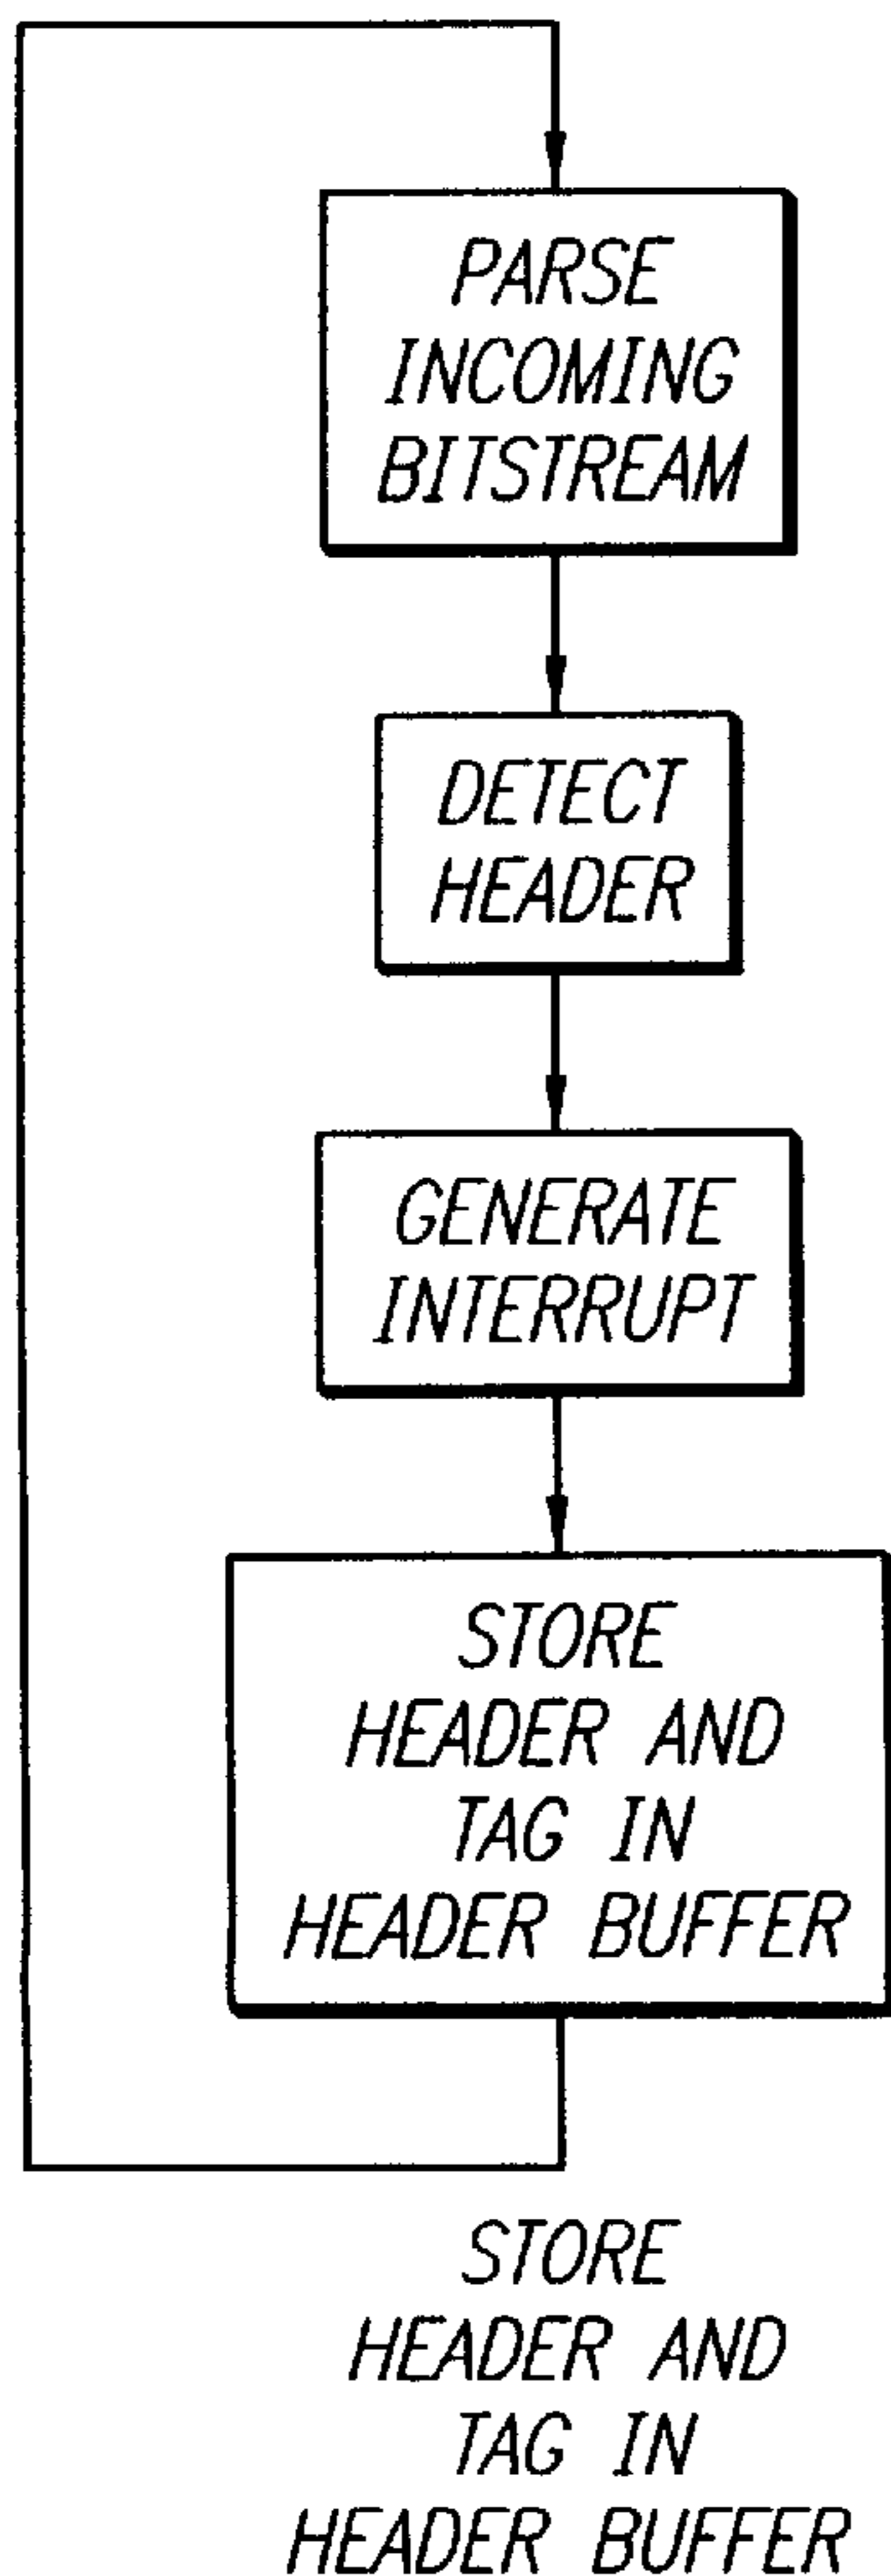 PARSE
INCOMING
BITSTREAM
DETECT
HEADER
GENERATE
INTERRUPT
STORE
HEADER AND
TAG IN
HEADER BUFFER
STORE
HEADER AND
TAG IN
HEADER BUFFER